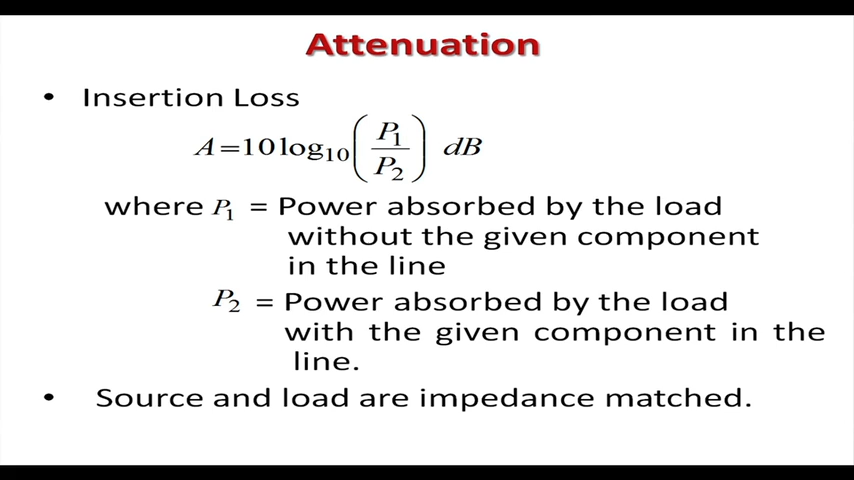 Attenuation
• Insertion Loss
A=10log₁₀(P₁/P₂) dB
where P₁ = Power absorbed by the load
without the given component
in the line
P₂ = Power absorbed by the load
with the given component in the
line.
• Source and load are impedance matched.